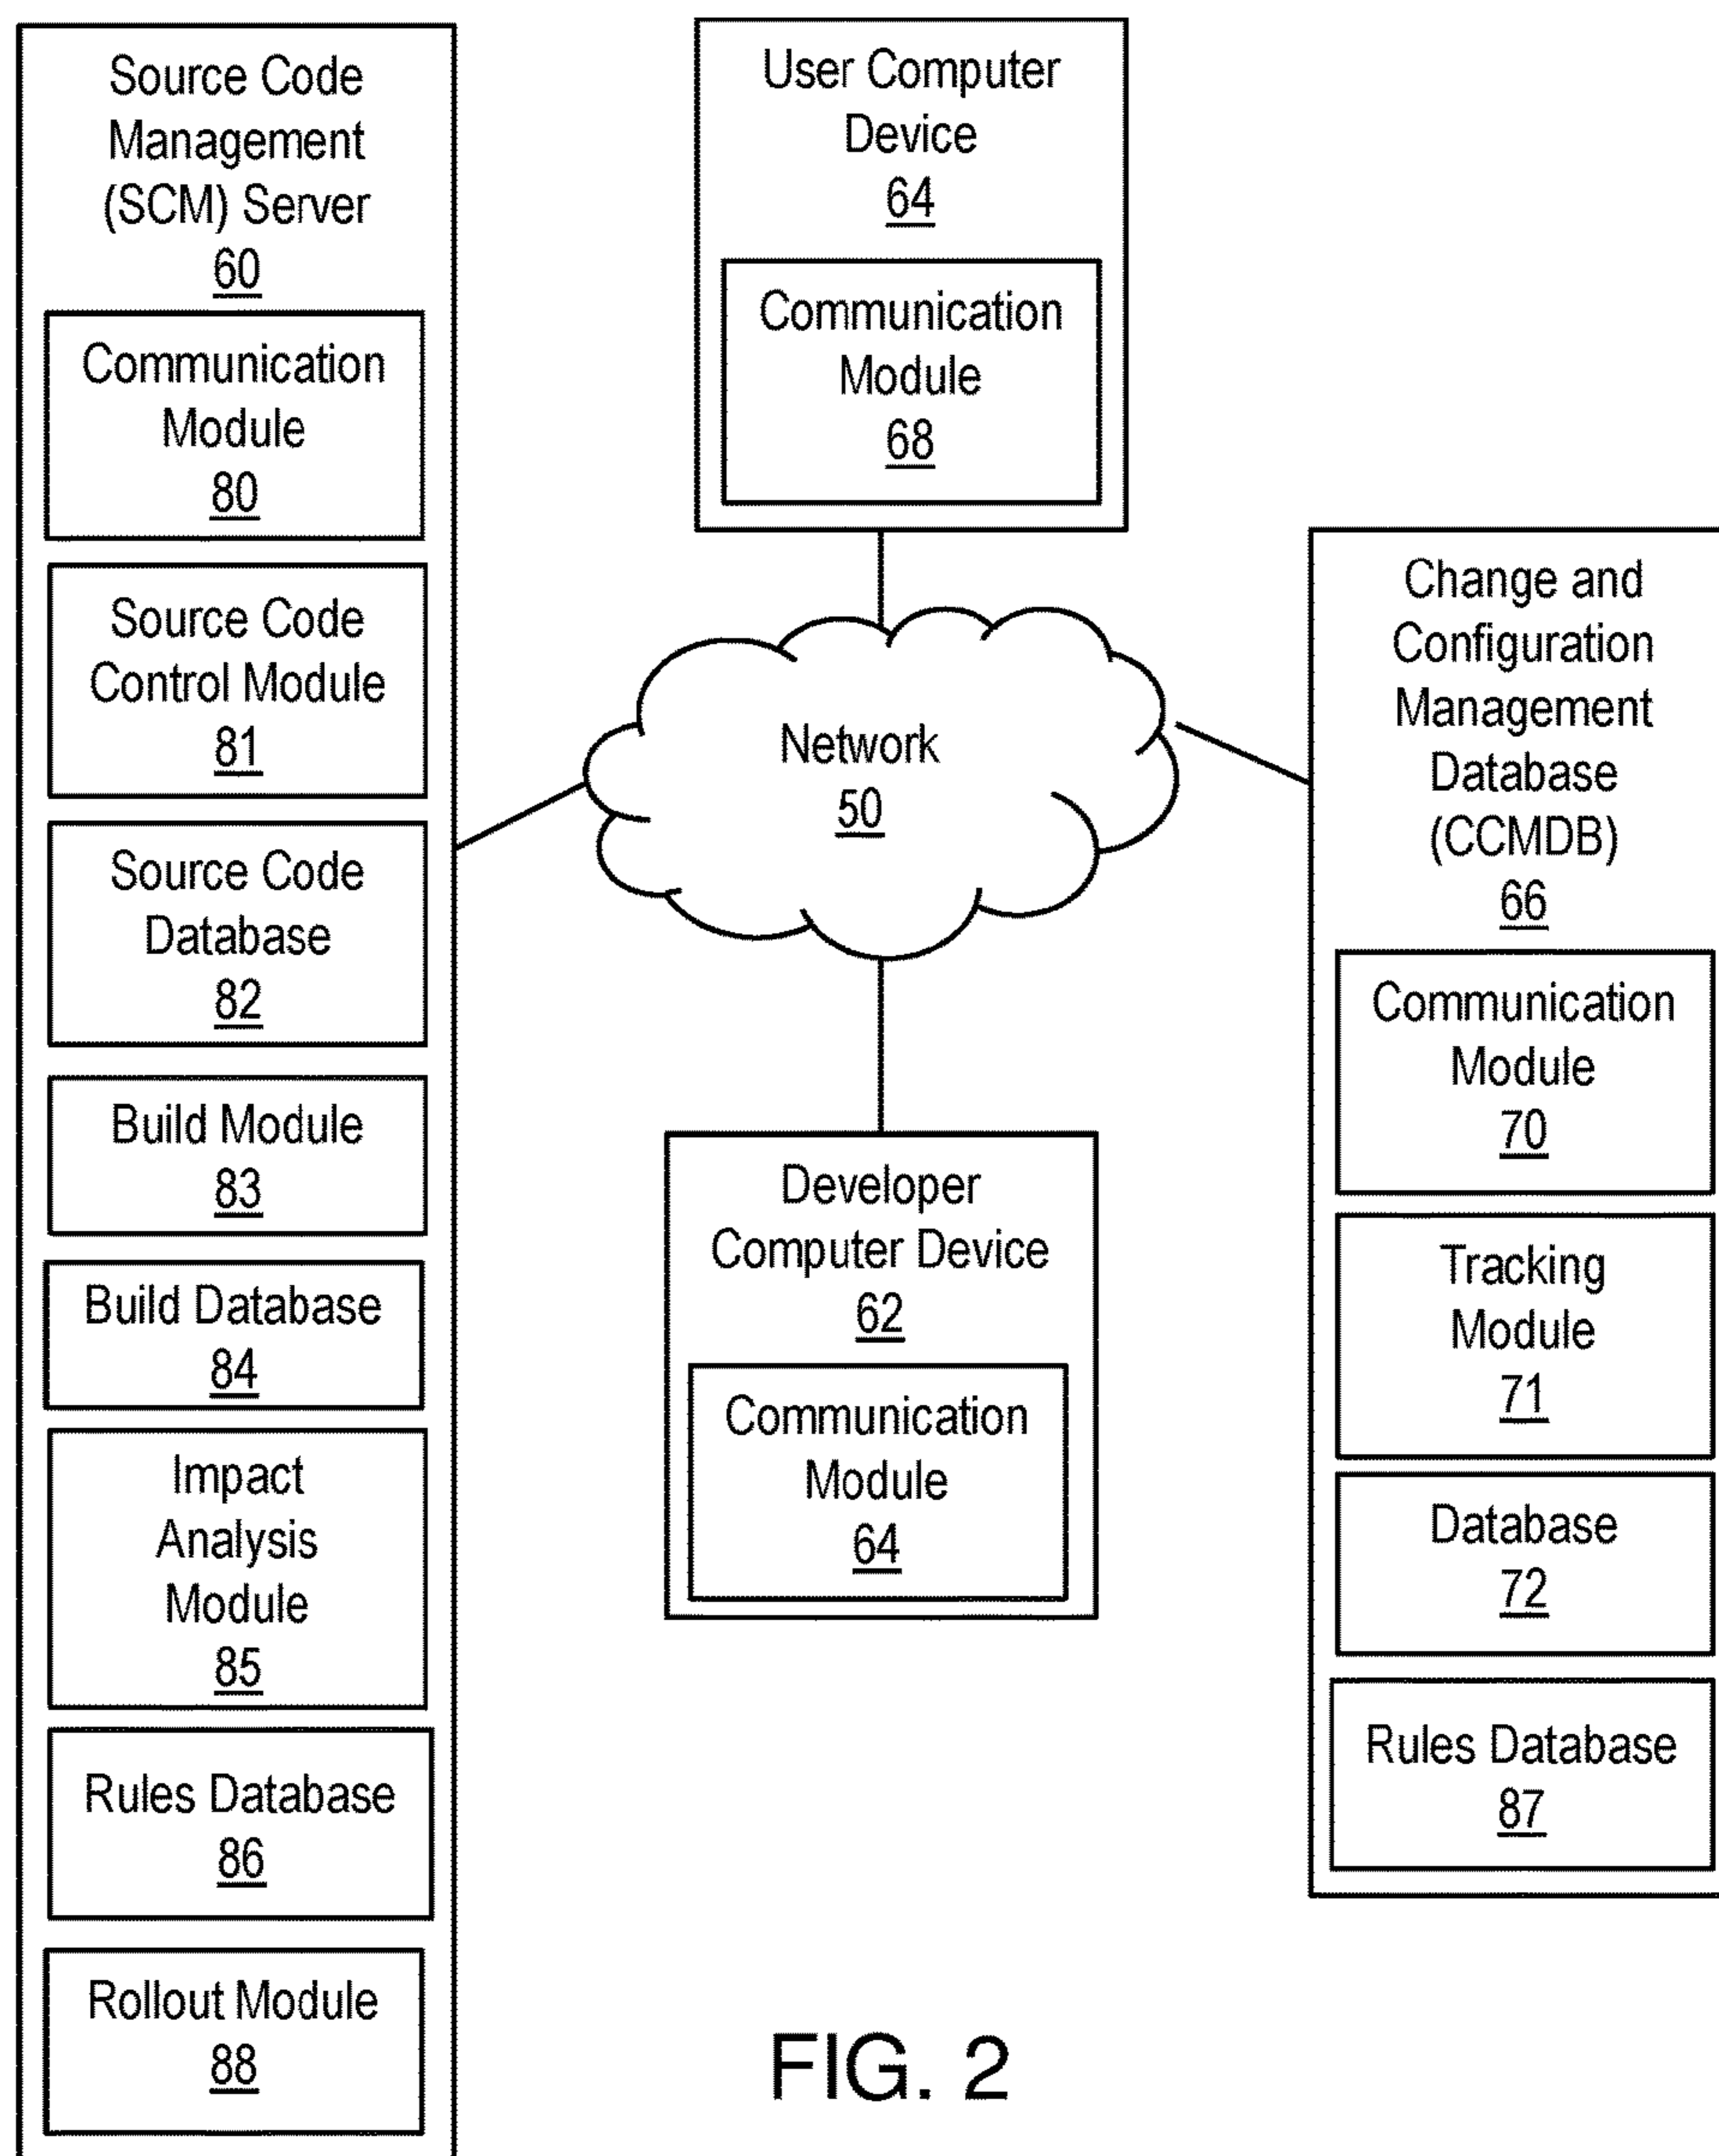 Source Code
Management
(SCM) Server
60
Communication
Module
80
Source Code
Control Module
81
Source Code
Database
82
Build Module
83
Build Database
84
Impact
Analysis
Module
85
Rules Database
86
Rollout Module
88
User Computer
Device
64
Communication
Module
68
Network
50
Developer
Computer Device
62
Communication
Module
64
Change and
Configuration
Management
Database
(CCMDB)
66
Communication
Module
70
Tracking
Module
71
Database
72
Rules Database
87
FIG. 2